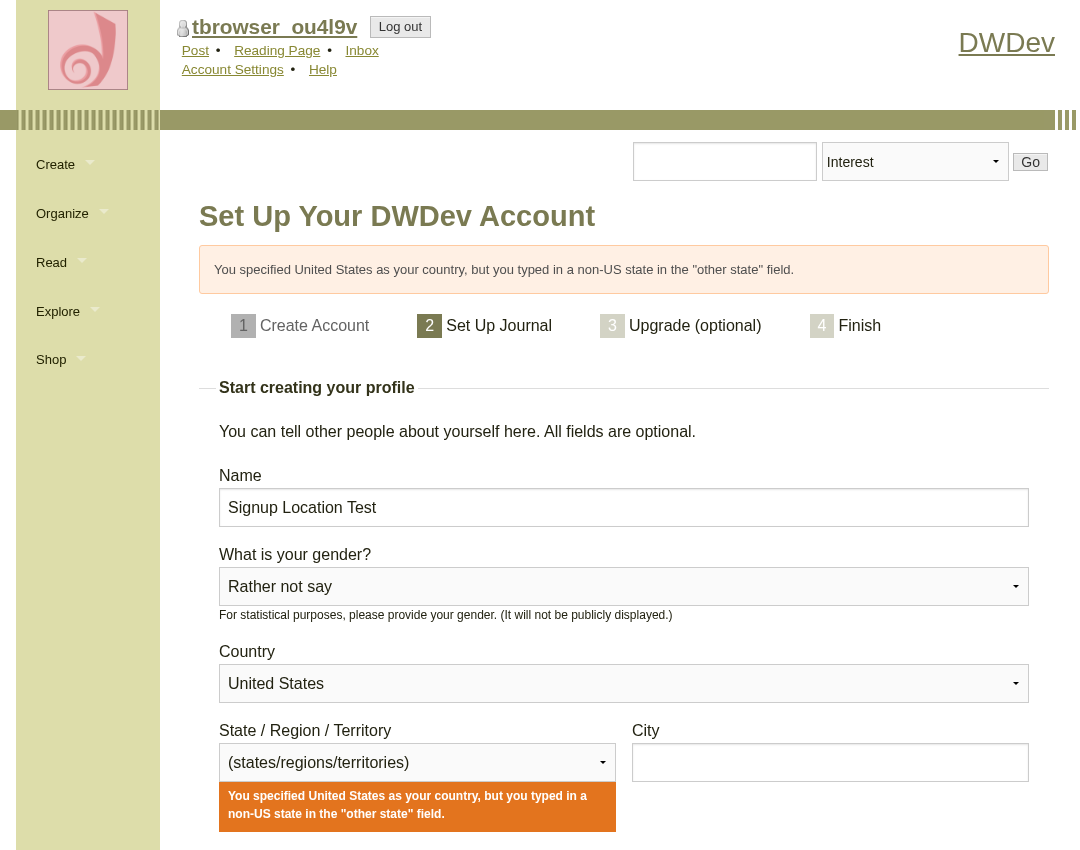 tbrowser_ou4l9v Log out
Post • Reading Page • Inbox
Account Settings • Help
DWDev
Create
Organize
Read
Explore
Shop
Interest Go
Set Up Your DWDev Account
You specified United States as your country, but you typed in a non-US state in the "other state" field.
1 Create Account 2 Set Up Journal 3 Upgrade (optional) 4 Finish
Start creating your profile
You can tell other people about yourself here. All fields are optional.
Name
Signup Location Test
What is your gender?
Rather not say
For statistical purposes, please provide your gender. (It will not be publicly displayed.)
Country
United States
State / Region / Territory City
(states/regions/territories)
You specified United States as your country, but you typed in a
non-US state in the "other state" field.